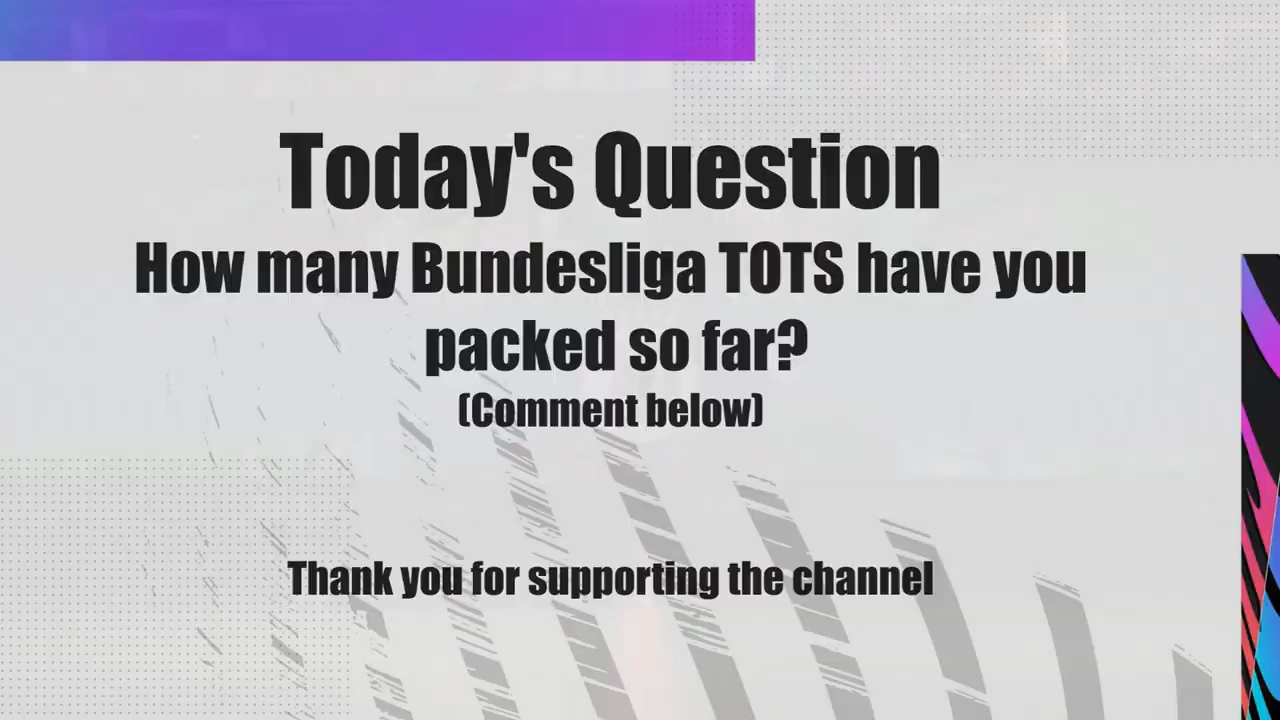 Today's Question
How many Bundesliga TOTS have you
packed so far?
(Comment below)
Thank you for supporting the channel